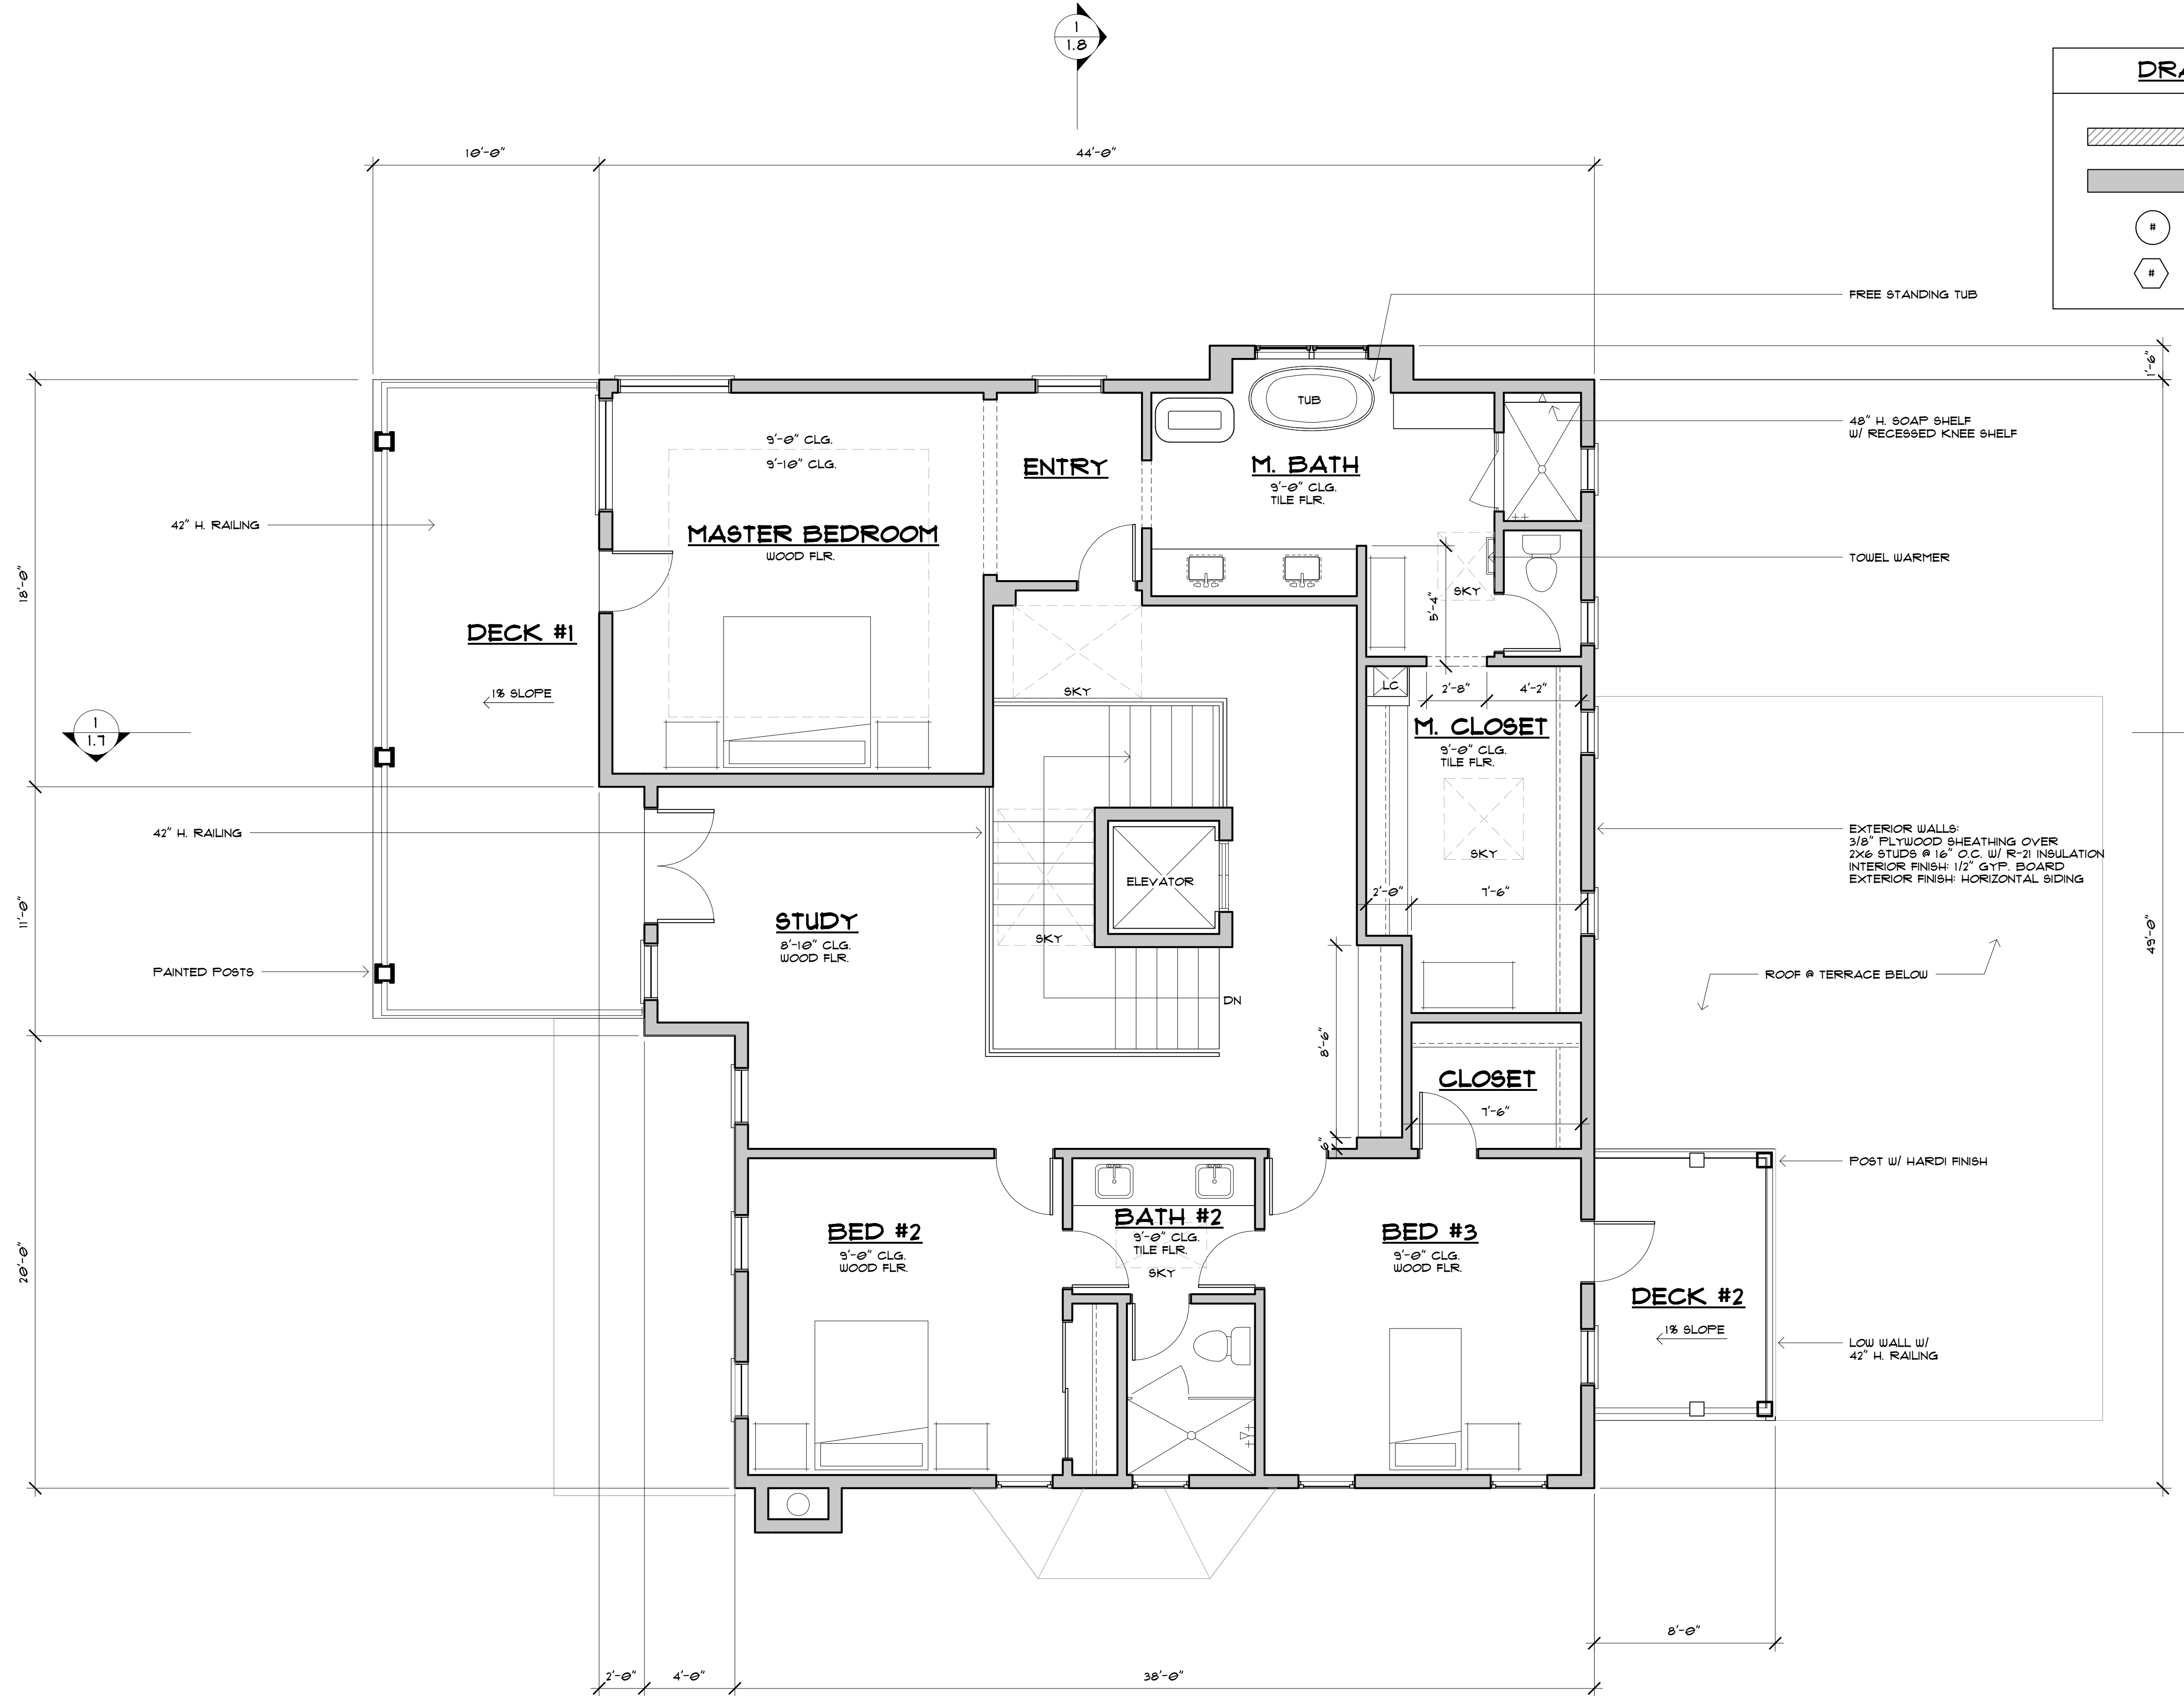 1
1.8
DRA
10'-0"
44'-0"
#
#
FREE STANDING TUB
1'-6"
48" H. SOAP SHELF
W/ RECESSED KNEE SHELF
TUB
9'-0" CLG.
9'-10" CLG.
ENTRY
M. BATH
9'-0" CLG.
TILE FLR.
42" H. RAILING
MASTER BEDROOM
WOOD FLR.
TOWEL WARMER
18'-0"
SKY
5'-4"
DECK #1
1% SLOPE
SKY
LC
2'-8"
4'-2"
1
1.7
M. CLOSET
9'-0" CLG.
TILE FLR.
42" H. RAILING
EXTERIOR WALLS:
3/8" PLYWOOD SHEATHING OVER
2X6 STUDS @ 16" O.C. W/ R-21 INSULATION
INTERIOR FINISH: 1/2" GYP. BOARD
EXTERIOR FINISH: HORIZONTAL SIDING
SKY
ELEVATOR
2'-0"
7'-6"
11'-0"
STUDY
8'-10" CLG.
WOOD FLR.
SKY
49'-0"
PAINTED POSTS
ROOF @ TERRACE BELOW
DN
8'-6"
CLOSET
7'-6"
6"
POST W/ HARDI FINISH
BED #2
9'-0" CLG.
WOOD FLR.
BATH #2
9'-0" CLG.
TILE FLR.
SKY
BED #3
9'-0" CLG.
WOOD FLR.
20'-0"
DECK #2
1% SLOPE
LOW WALL W/
42" H. RAILING
8'-0"
2'-0"
4'-0"
38'-0"